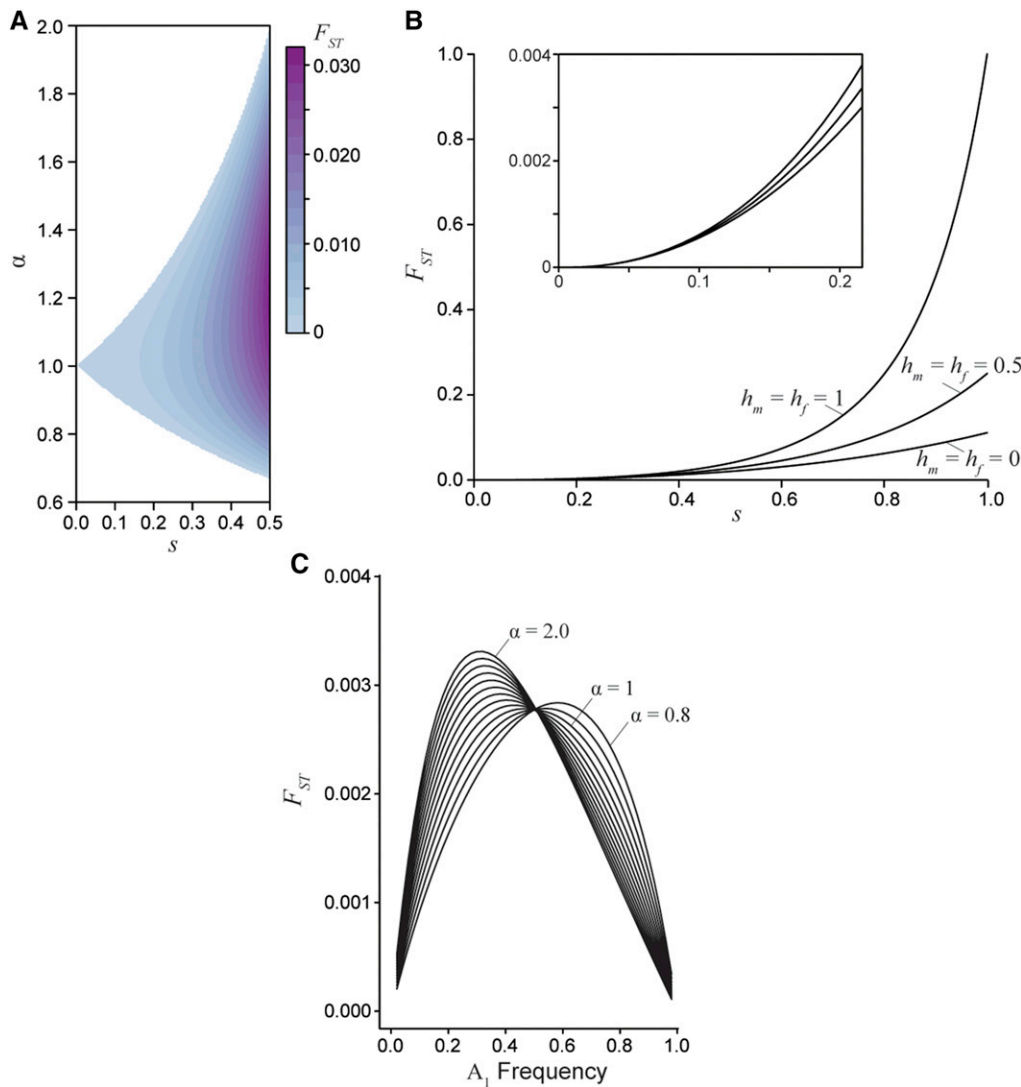 A
F_ST
2.0
1.8
1.6
1.4
1.2
1.0
0.8
0.6
α
0.030
0.020
0.010
0
0.0 0.1 0.2 0.3 0.4 0.5
s
B
1.0
0.8
0.6
0.4
0.2
0.0
F_ST
0.004
0.002
0
0 0.1 0.2
h_m = h_f = 1
h_m = h_f = 0.5
h_m = h_f = 0
0.0 0.2 0.4 0.6 0.8 1.0
s
C
0.004
0.003
0.002
0.001
0.000
F_ST
α = 2.0
α = 1
α = 0.8
0.0 0.2 0.4 0.6 0.8 1.0
A_1 Frequency